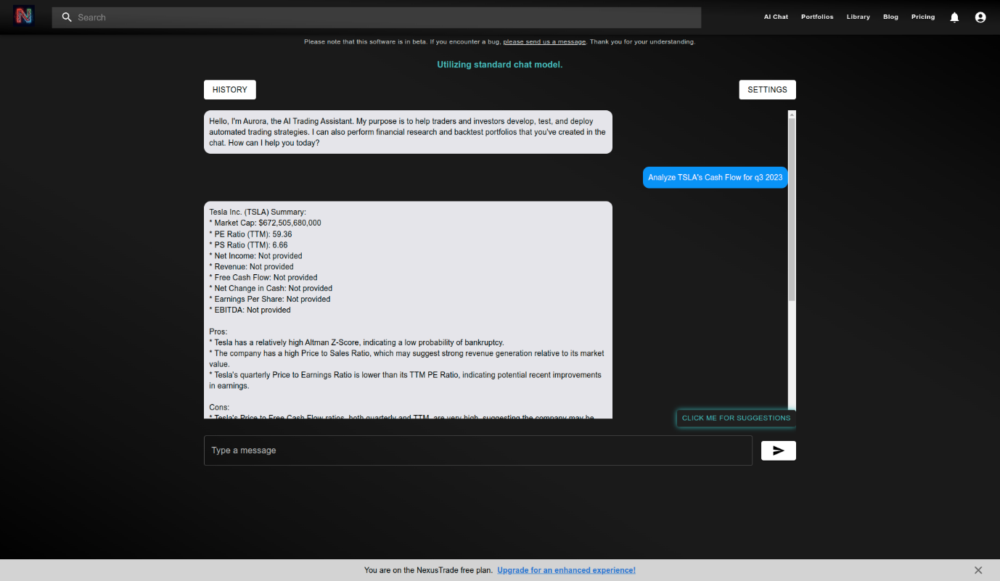 N
Search
AI Chat Portfolios Library Blog Pricing
Please note that this software is in beta. If you encounter a bug, please send us a message. Thank you for your understanding.
Utilizing standard chat model.
HISTORY
SETTINGS
Hello, I'm Aurora, the AI Trading Assistant. My purpose is to help traders and investors develop, test, and deploy
automated trading strategies. I can also perform financial research and backtest portfolios that you've created in the
chat. How can I help you today?
Analyze TSLA's Cash Flow for q3 2023
Tesla Inc. (TSLA) Summary:
* Market Cap: $672,505,680,000
* PE Ratio (TTM): 59.36
* PS Ratio (TTM): 6.66
* Net Income: Not provided
* Revenue: Not provided
* Free Cash Flow: Not provided
* Net Change in Cash: Not provided
* Earnings Per Share: Not provided
* EBITDA: Not provided
Pros:
* Tesla has a relatively high Altman Z-Score, indicating a low probability of bankruptcy.
* The company has a high Price to Sales Ratio, which may suggest strong revenue generation relative to its market
value.
* Tesla's quarterly Price to Earnings Ratio is lower than its TTM PE Ratio, indicating potential recent improvements
in earnings.
Cons:
* Tesla's Price to Free Cash Flow ratios, both quarterly and TTM, are very high, suggesting the company may be
CLICK ME FOR SUGGESTIONS
Type a message
You are on the NexusTrade free plan. Upgrade for an enhanced experience!